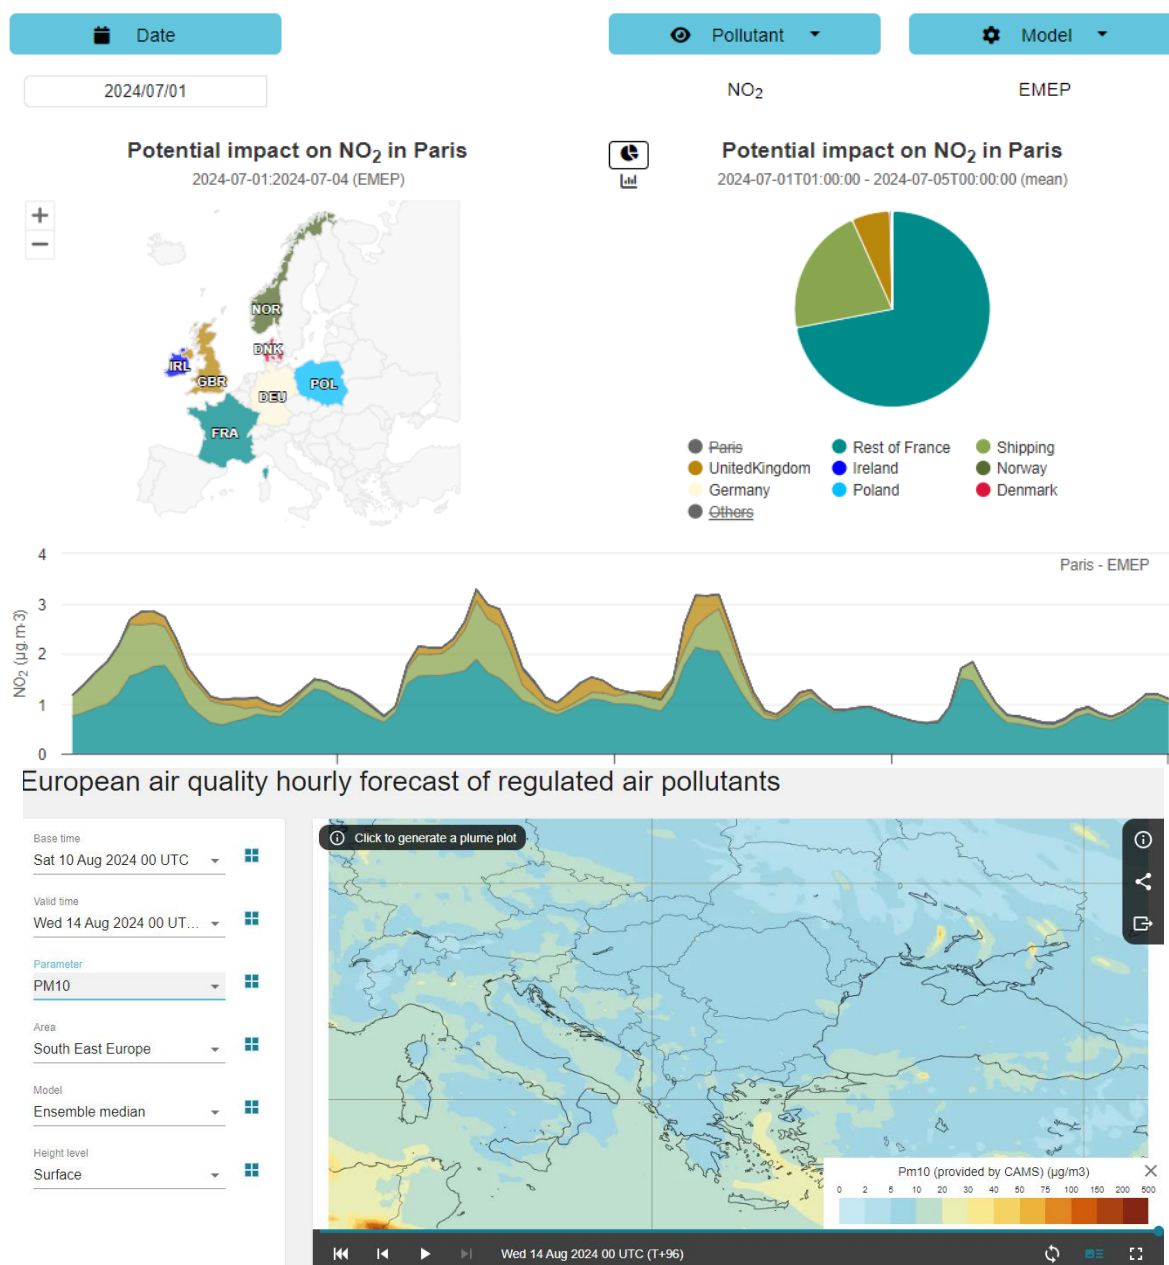 Date
Pollutant
Model
2024/07/01
NO2
EMEP
Potential impact on NO2 in Paris
2024-07-01:2024-07-04 (EMEP)
+
−
NOR
DNK
IRL
GBR
DEU
POL
FRA
Potential impact on NO2 in Paris
2024-07-01T01:00:00 - 2024-07-05T00:00:00 (mean)
Paris
Rest of France
Shipping
UnitedKingdom
Ireland
Norway
Germany
Poland
Denmark
Others
Paris - EMEP
NO2 (µg.m-3)
4
3
2
1
0
European air quality hourly forecast of regulated air pollutants
Base time
Sat 10 Aug 2024 00 UTC
Valid time
Wed 14 Aug 2024 00 UT...
Parameter
PM10
Area
South East Europe
Model
Ensemble median
Height level
Surface
Click to generate a plume plot
Pm10 (provided by CAMS) (µg/m3)
0 2 5 10 20 30 40 50 75 100 150 200 500
Wed 14 Aug 2024 00 UTC (T+96)